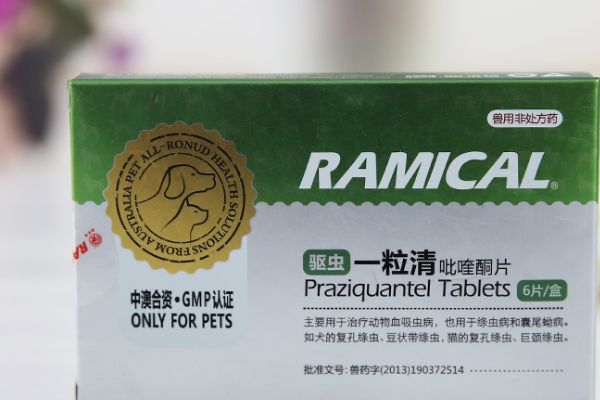 兽用非处方药
RAMICAL®
PET ALL-RONUD HEALTH SOLUTIONS FROM AUSTRALIA
驱虫 一粒清 吡喹酮片
Praziquantel Tablets 6片/盒
中澳合资·GMP认证
ONLY FOR PETS
主要用于治疗动物血吸虫病，也用于绦虫病和囊尾蚴病。
如犬的复孔绦虫、豆状带绦虫，猫的复孔绦虫、巨颈绦虫。
批准文号：兽药字(2013)190372514